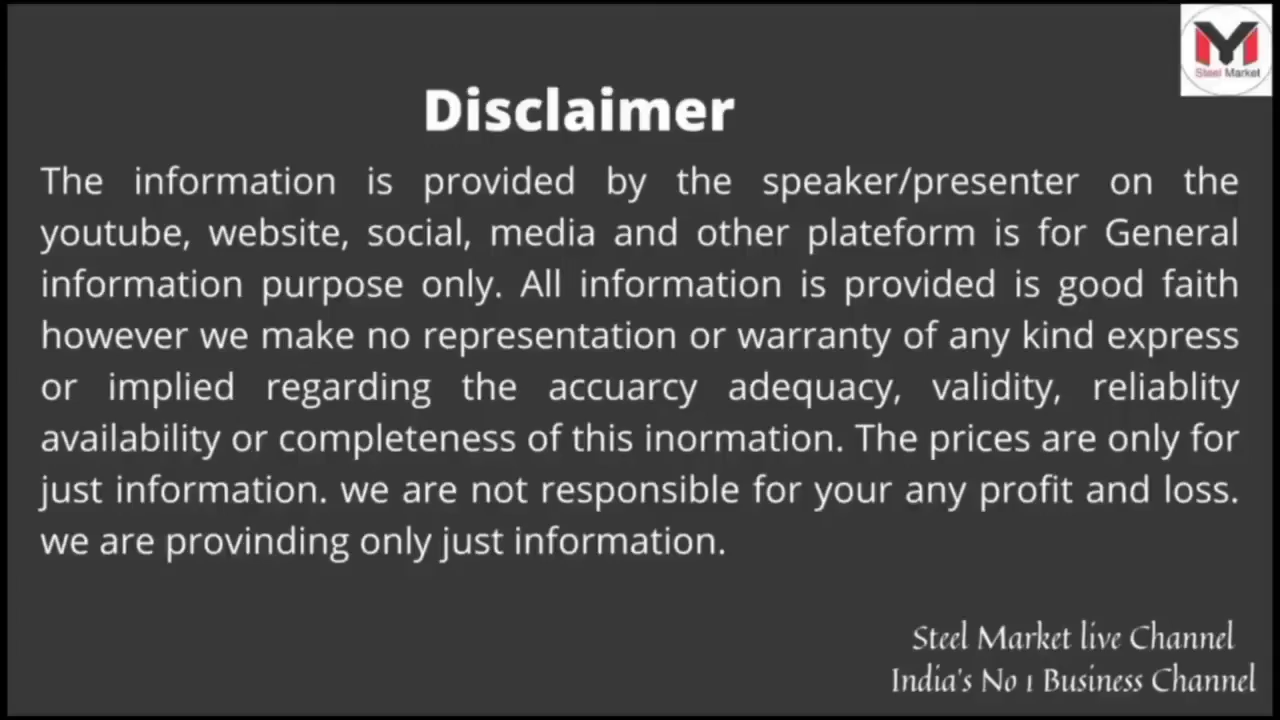 Steel Market
Disclaimer
The information is provided by the speaker/presenter on the
youtube, website, social, media and other plateform is for General
information purpose only. All information is provided is good faith
however we make no representation or warranty of any kind express
or implied regarding the accuarcy adequacy, validity, reliablity
availability or completeness of this inormation. The prices are only for
just information. we are not responsible for your any profit and loss.
we are provinding only just information.
Steel Market live Channel
India's No 1 Business Channel